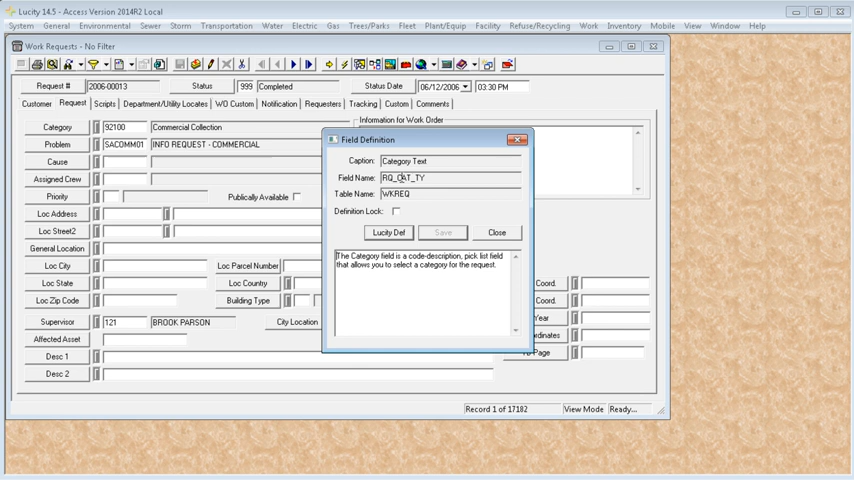 Lucity 14.5 - Access Version 2014R2 Local
System General Environmental Sewer Storm Transportation Water Electric Gas Trees/Parks Fleet Plant/Equip Facility Refuse/Recycling Work Inventory Mobile View Window Help
Work Requests - No Filter
Request # 2006-00013 Status 999 Completed Status Date 06/12/2006 03:30 PM
Customer Request Scripts Department/Utility Locates WO Custom Notification Requesters Tracking Custom Comments
Category 92100 Commercial Collection
Information for Work Order
Problem SACOMM01 INFO REQUEST - COMMERCIAL
Cause
Assigned Crew
Priority Publically Available
Loc Address
Loc Street2
General Location
Loc City Loc Parcel Number
Loc State Loc Country Coord.
Loc Zip Code Building Type Coord.
Supervisor 121 BROOK PARSON City Location Year
Affected Asset
Desc 1 Page
Desc 2
Field Definition
Caption: Category Text
Field Name: RQ_CAT_TY
Table Name: WKREQ
Definition Lock:
Lucity Def Save Close
The Category field is a code-description, pick list field
that allows you to select a category for the request.
Record 1 of 17182 View Mode Ready...